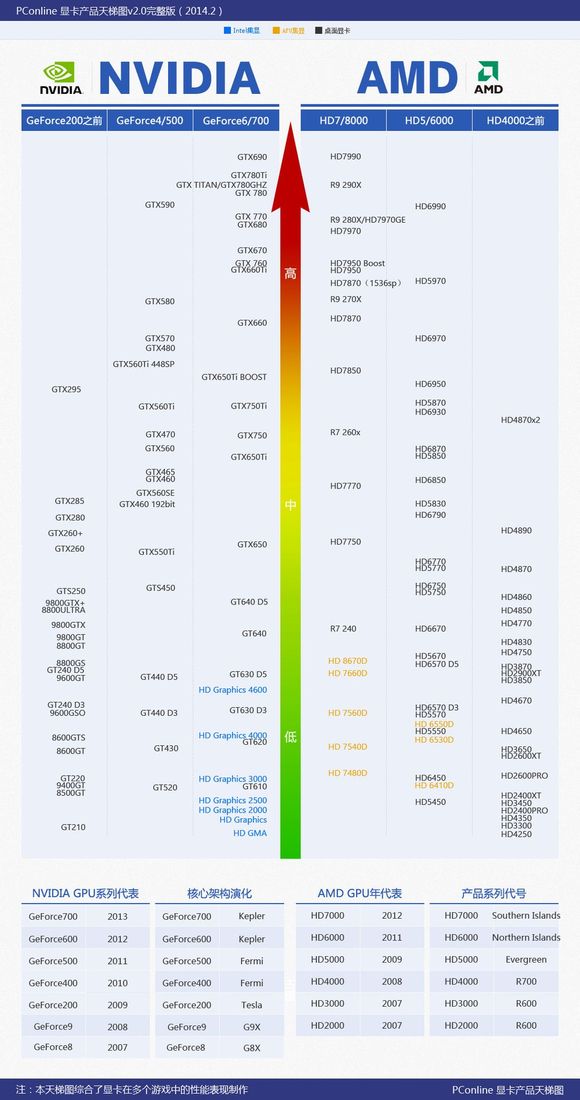 PConline 显卡产品天梯图v2.0完整版（2014.2）
Intel集显 APU集显 桌面显卡
NVIDIA NVIDIA AMD AMD
GeForce200之前 GeForce4/500 GeForce6/700 HD7/8000 HD5/6000 HD4000之前
GTX690 HD7990
GTX780Ti
GTX TITAN/GTX780GHZ R9 290X
GTX 780
GTX590 HD6990
GTX 770 R9 280X/HD7970GE
GTX680 HD7970
GTX670
GTX 760 HD7950 Boost
高
GTX660Ti HD7950
HD7870（1536sp） HD5970
GTX580 R9 270X
GTX660 HD7870
GTX570 HD6970
GTX480
GTX560Ti 448SP
GTX650Ti BOOST HD7850
GTX295 HD6950
GTX560Ti GTX750Ti HD5870
HD6930
HD4870x2
GTX470 GTX750 R7 260x
GTX560 HD6870
GTX650Ti HD5850
GTX465
GTX460 HD6850
HD7770
GTX560SE
GTX285 GTX460 192bit HD5830
中
GTX280 HD6790
GTX260+ HD4890
GTX260 GTX550Ti GTX650 HD7750
HD6770
HD5770 HD4870
GTS250 GTS450 HD6750
HD5750
9800GTX+ GTX640 D5 HD4860
8800ULTRA HD4850
9800GTX R7 240 HD6670 HD4770
9800GT GT640
8800GT HD4830
HD5670 HD4750
8800GS HD 8670D HD6570 D5 HD3870
GT240 D5 GT630 D5 HD 7660D HD2900XT
9600GT GT440 D5 HD3850
HD Graphics 4600
GT240 D3 GT630 D3 HD6570 D3 HD4670
9600GSO GT440 D3 HD 7560D HD5570
HD 6550D
8600GTS HD Graphics 4000 低 HD5550 HD4650
GT620 HD 6530D
8600GT GT430 HD 7540D HD3650
HD2600XT
HD 7480D HD2600PRO
GT220 HD Graphics 3000 HD6450
9400GT GT520 GT610 HD 6410D
8500GT HD2400XT
HD Graphics 2500 HD5450 HD3450
HD Graphics 2000 HD2400PRO
HD Graphics HD4350
GT210 HD3300
HD GMA HD4250
NVIDIA GPU系列代表 核心架构演化 AMD GPU年代表 产品系列代号
GeForce700 2013 GeForce700 Kepler HD7000 2012 HD7000 Southern Islands
GeForce600 2012 GeForce600 Kepler HD6000 2011 HD6000 Northern Islands
GeForce500 2011 GeForce500 Fermi HD5000 2009 HD5000 Evergreen
GeForce400 2010 GeForce400 Fermi HD4000 2008 HD4000 R700
GeForce200 2009 GeForce200 Tesla HD3000 2007 HD3000 R600
GeForce9 2008 GeForce9 G9X HD2000 2007 HD2000 R600
GeForce8 2007 GeForce8 G8X
注：本天梯图综合了显卡在多个游戏中的性能表现制作 PConline 显卡产品天梯图